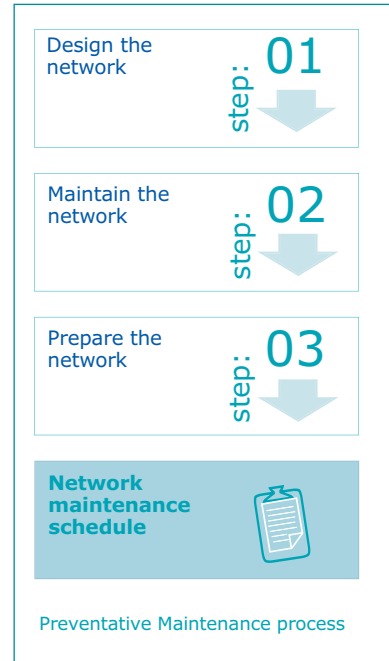 Design the
network
step:
01
Maintain the
network
step:
02
Prepare the
network
step:
03
Network
maintenance
schedule
Preventative Maintenance process